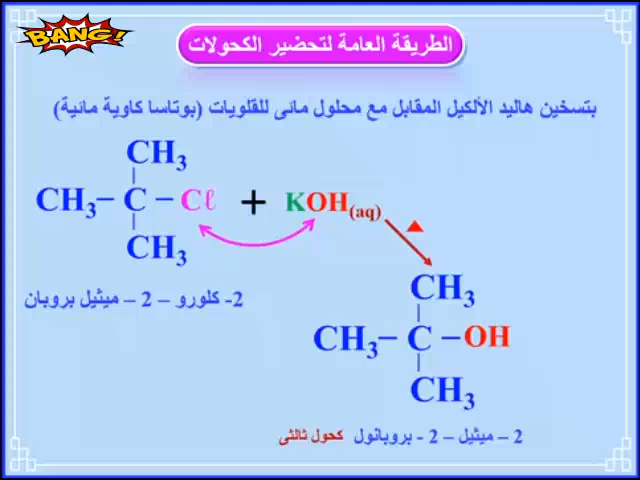 BANG!
الطريقة العامة لتحضير الكحولات
بتسخين هاليد الألكيل المقابل مع محلول مائى للقلويات (بوتاسا كاوية مائية)
CH3
CH3 – C – Cℓ + KOH(aq)
CH3
2- كلورو – 2 – ميثيل بروبان
CH3
CH3 – C – OH
CH3
2 – ميثيل – 2 - بروبانول كحول ثالثى